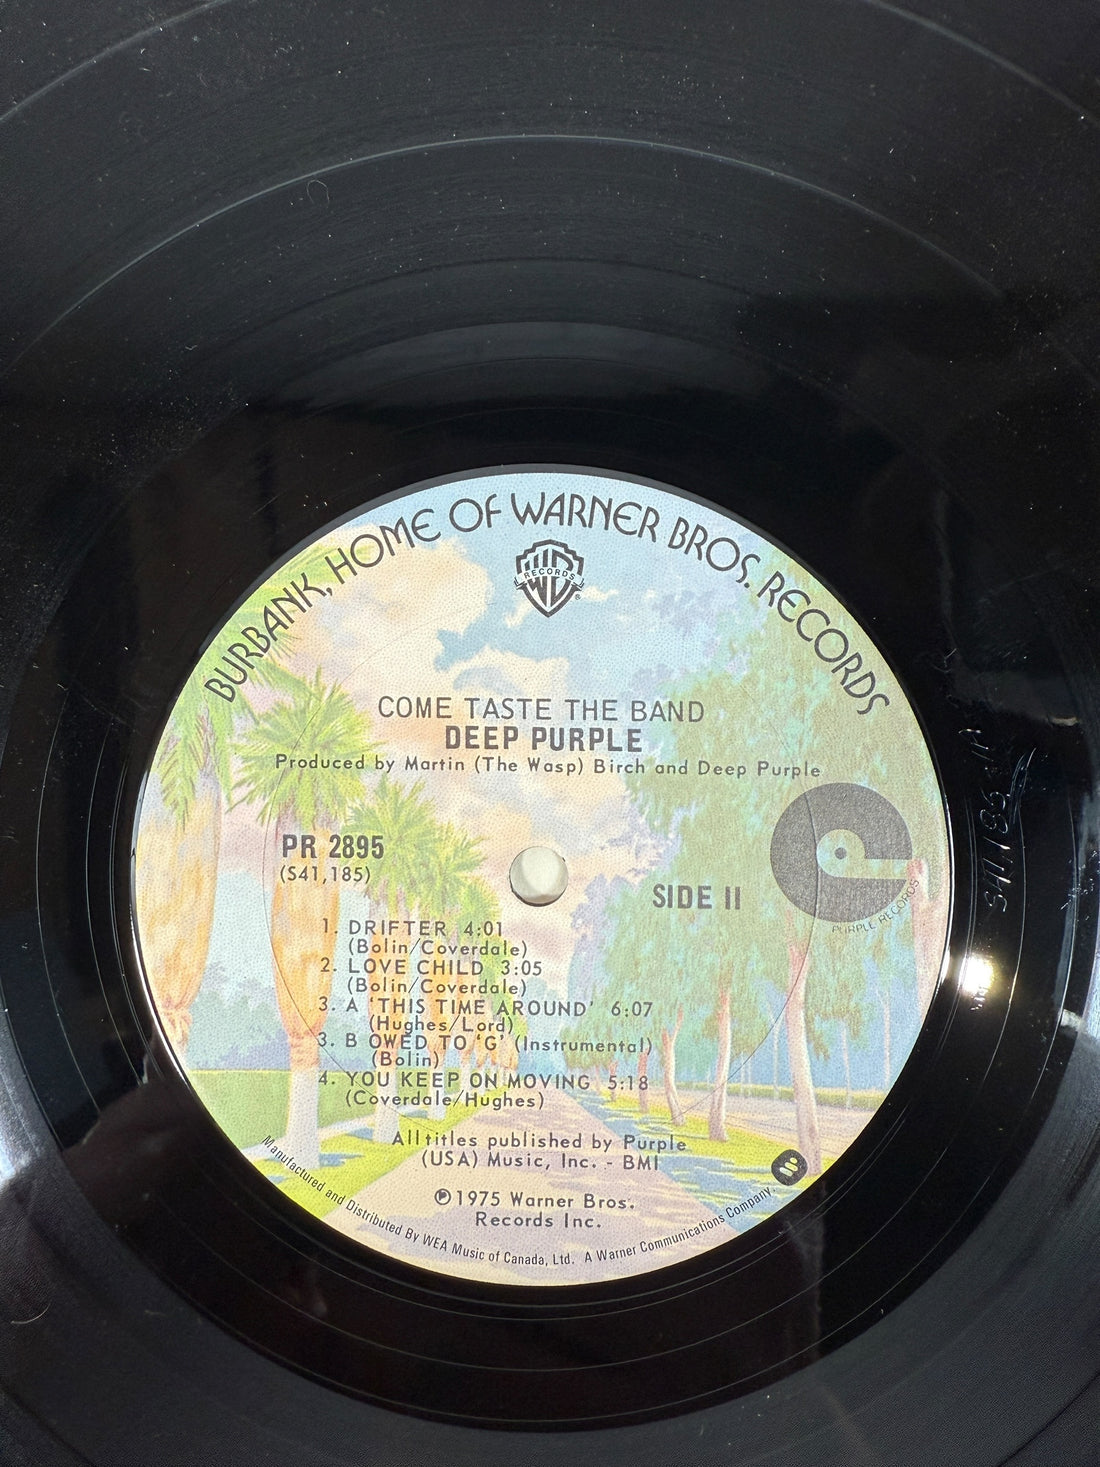 BURBANK, HOME OF WARNER BROS. RECORDS
RECORDS
COME TASTE THE BAND
DEEP PURPLE
Produced by Martin (The Wasp) Birch and Deep Purple
PR 2895
(S41,185)
SIDE II
PURPLE RECORDS
1. DRIFTER 4:01
(Bolin/Coverdale)
2. LOVE CHILD 3:05
(Bolin/Coverdale)
3. A 'THIS TIME AROUND' 6:07
(Hughes/Lord)
3. B OWED TO 'G' (Instrumental)
(Bolin)
4. YOU KEEP ON MOVING 5:18
(Coverdale/Hughes)
All titles published by Purple
(USA) Music, Inc. - BMI
℗ 1975 Warner Bros.
Records Inc.
Manufactured and Distributed By WEA Music of Canada, Ltd. A Warner Communications Company.